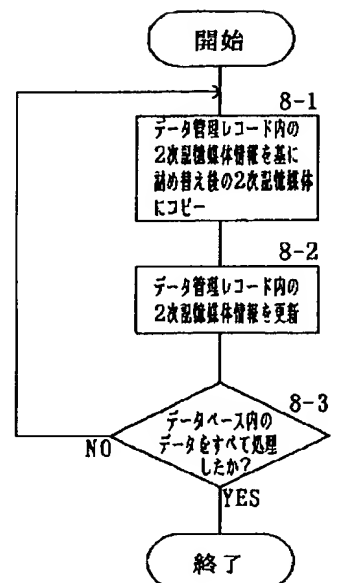 開始
8-1
データ管理レコード内の
2次記憶媒体情報を基に
詰め替え後の2次記憶媒体
にコピー
8-2
データ管理レコード内の
2次記憶媒体情報を更新
8-3
データベース内の
データをすべて処理
したか?
NO
YES
終了